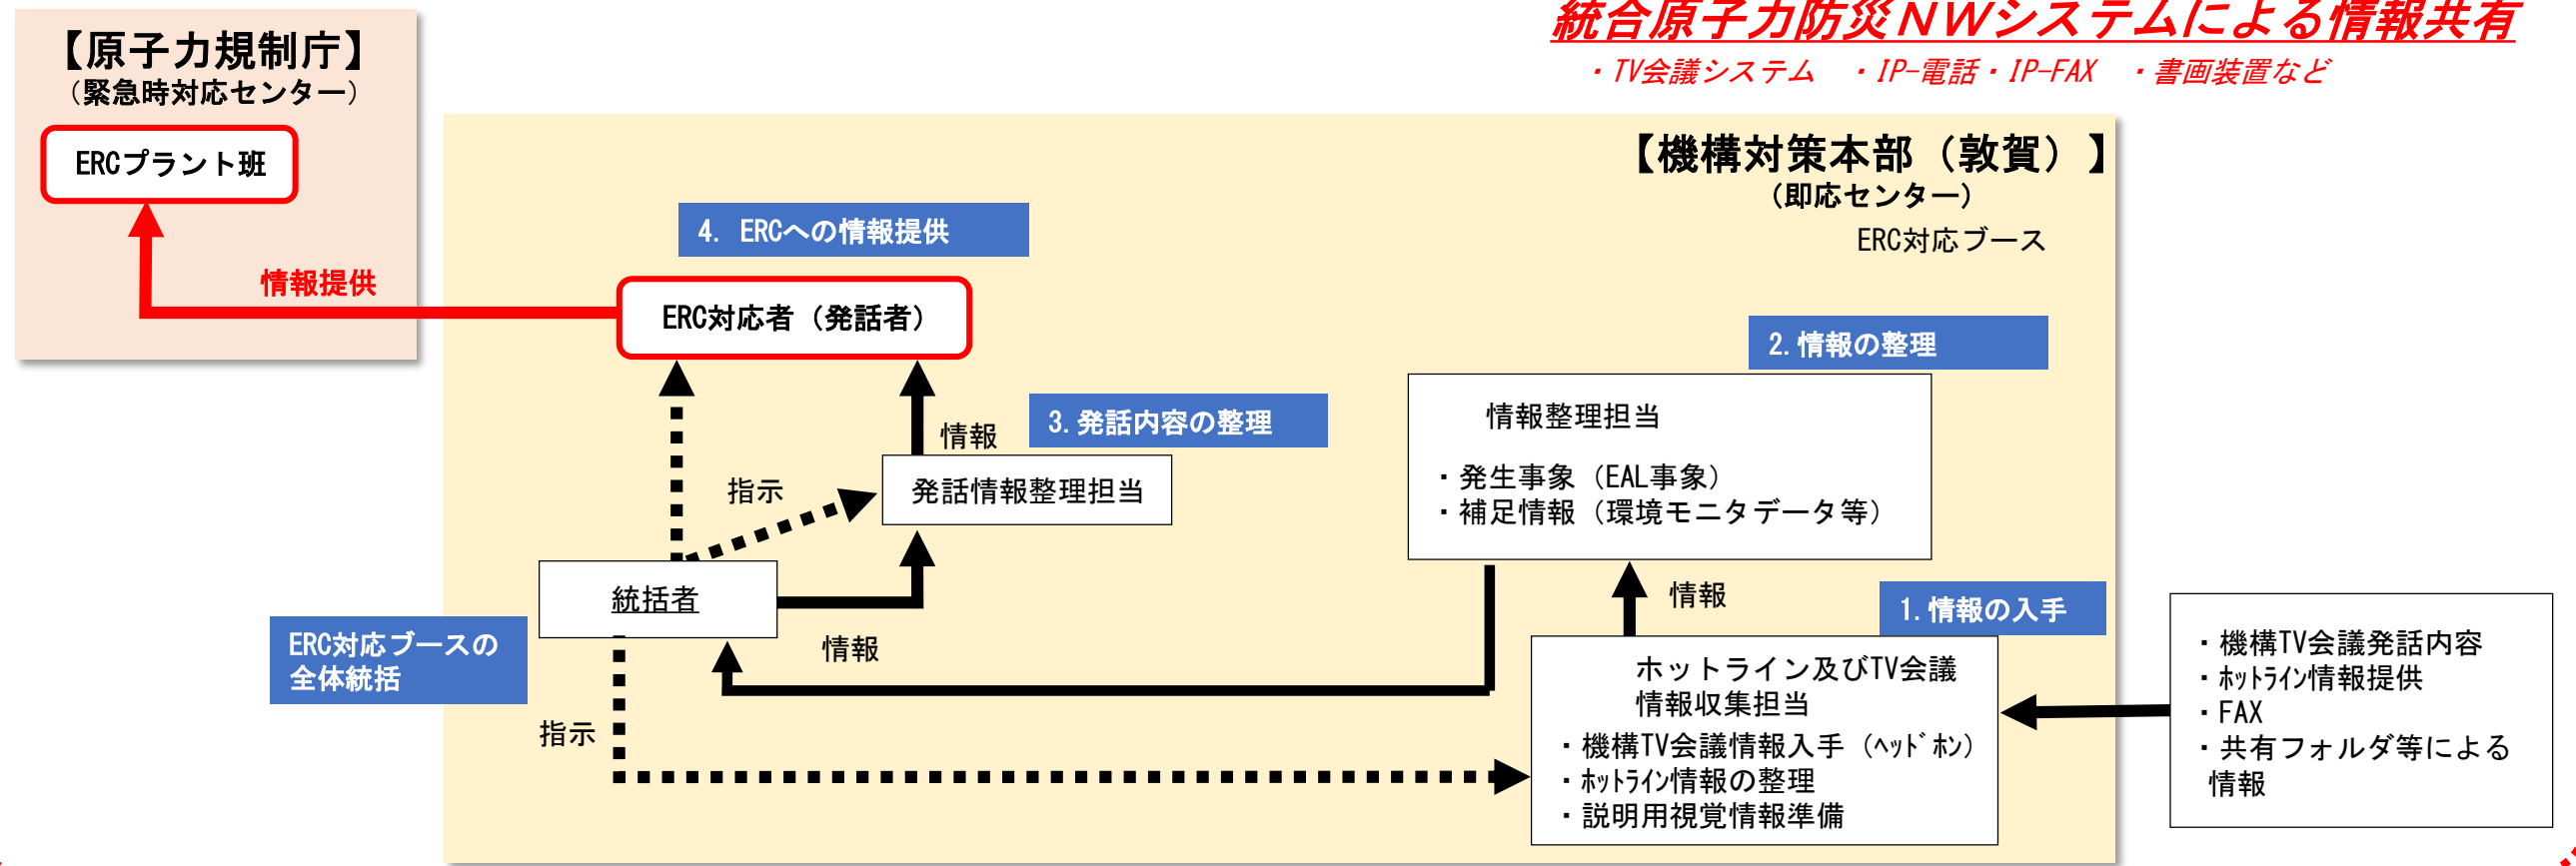 統合原子力防災ＮＷシステムによる情報共有
・TV会議システム　・IP-電話・IP-FAX　・書画装置など
【原子力規制庁】
（緊急時対応センター）
ERCプラント班
情報提供
【機構対策本部（敦賀）】
（即応センター）
ERC対応ブース
4. ERCへの情報提供
ERC対応者（発話者）
2.情報の整理
情報整理担当
・発生事象（EAL事象）
・補足情報（環境モニタデータ等）
3.発話内容の整理
情報
発話情報整理担当
指示
統括者
情報
ERC対応ブースの
全体統括
指示
情報
1.情報の入手
ホットライン及びTV会議
情報収集担当
・機構TV会議情報入手（ﾍｯﾄﾞﾎﾝ）
・ﾎｯﾄﾗｲﾝ情報の整理
・説明用視覚情報準備
・機構TV会議発話内容
・ﾎｯﾄﾗｲﾝ情報提供
・FAX
・共有フォルダ等による
情報